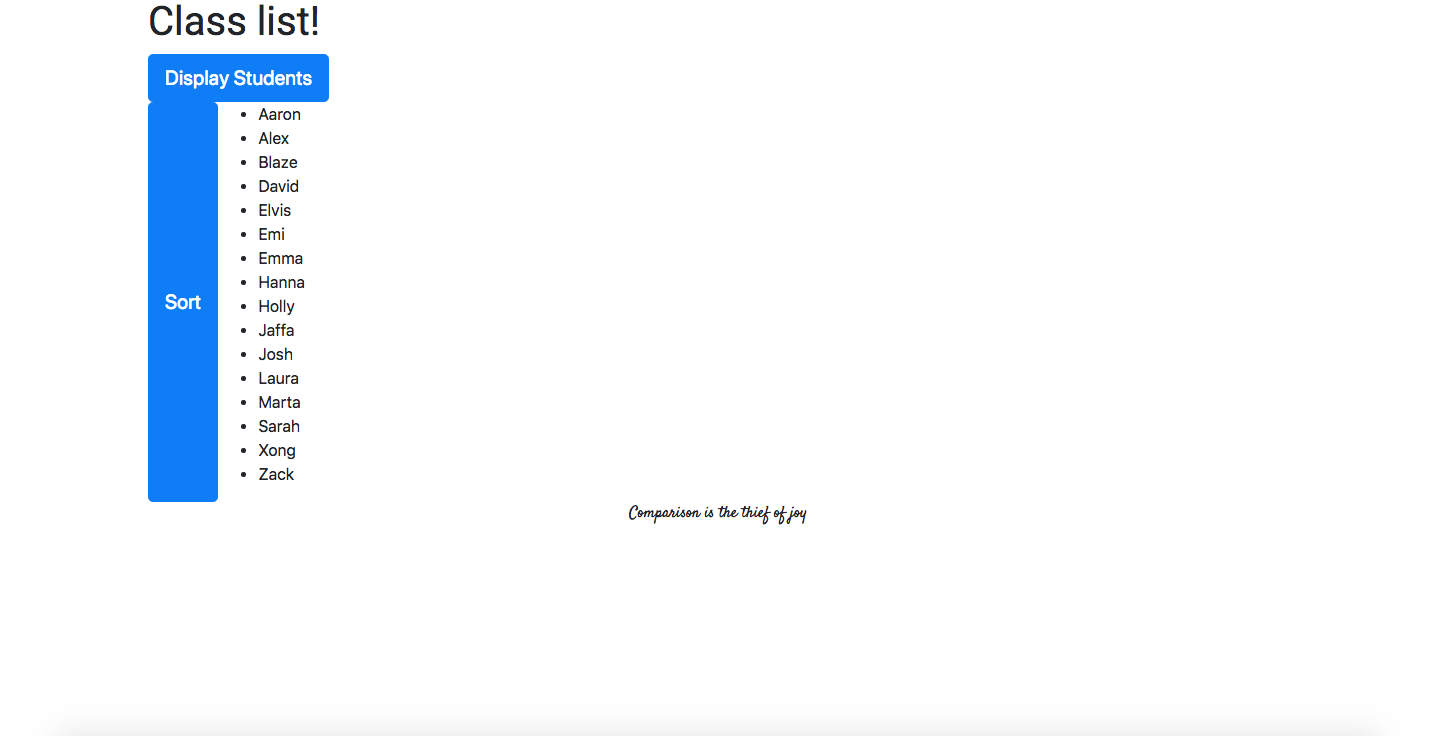 Class list!
Display Students
Aaron
Alex
Blaze
David
Elvis
Emi
Emma
Hanna
Sort
Holly
Jaffa
Josh
Laura
Marta
Sarah
Xong
Zack
Comparison is the thief of joy